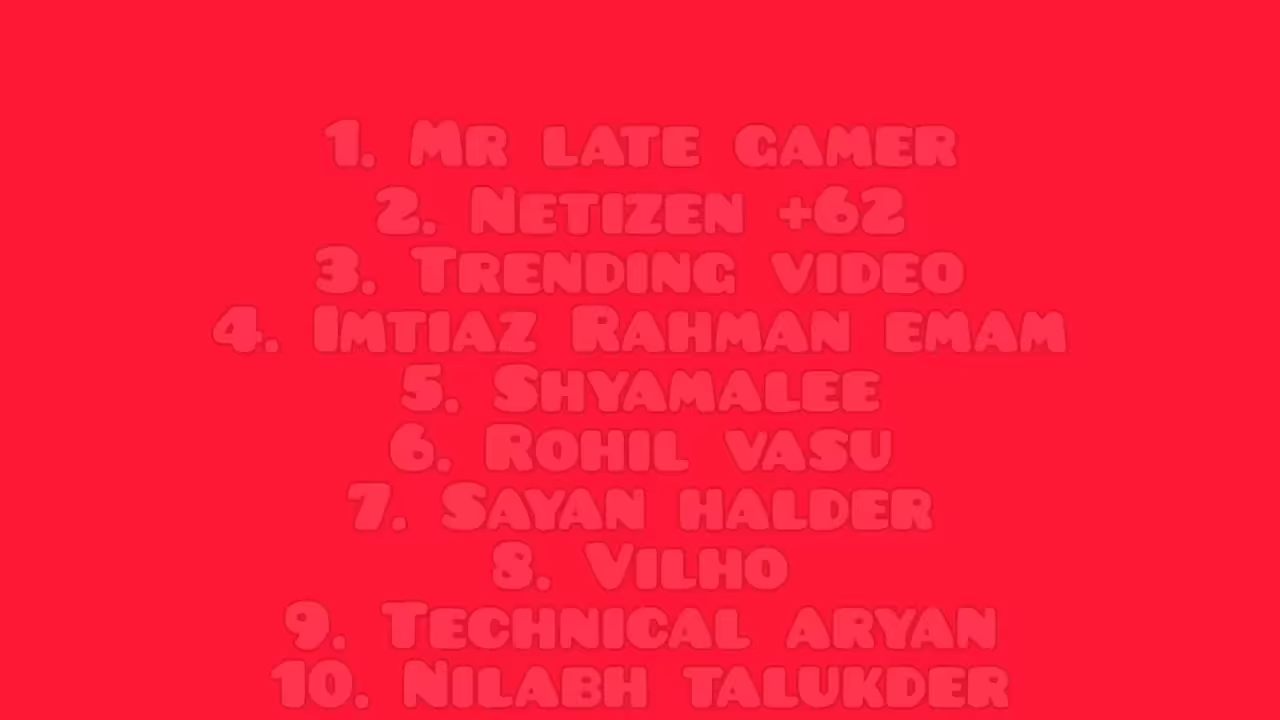 1. Mr late gamer
2. Netizen +62
3. Trending video
4. Imtiaz Rahman emam
5. Shyamalee
6. Rohil vasu
7. Sayan halder
8. Vilho
9. Technical aryan
10. Nilabh talukder